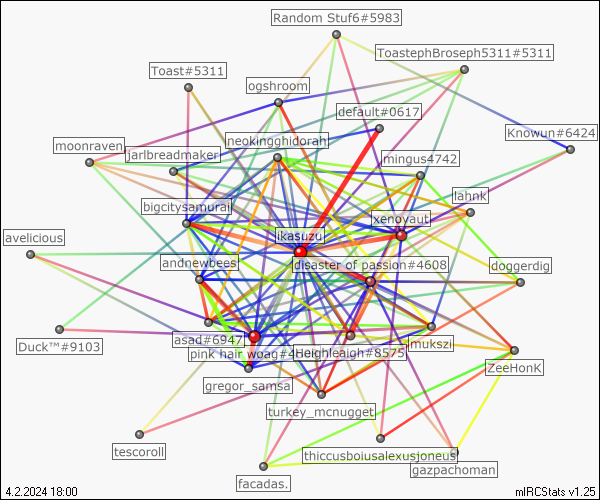 Random Stuf6#5983
ToastephBroseph5311#5311
Toast#5311
ogshroom
default#0617
Knowun#6424
neokingghidorah
moonraven
jarlbreadmaker
mingus4742
lahnk
bigcitysamuraii
xenoyaut
ikasuzu
avelicious
andnewbees
disaster of passion#4608
doggerdig
Duck™#9103
asad#6947
mukszi
pink hair woag#4
Heighleagh#8575
ZeeHonK
gregor_samsa
turkey_mcnugget
tescoroll
thiccusboiusalexusjoneus
gazpachoman
facadas.
4.2.2024 18:00
mIRCStats v1.25